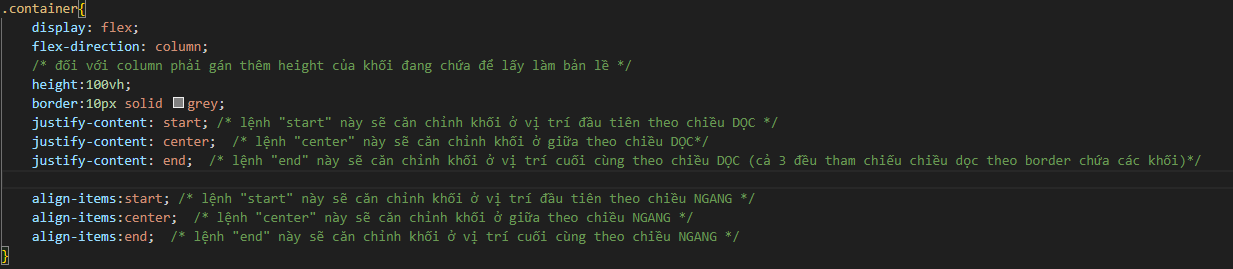 .container{
display: flex;
flex-direction: column;
/* đối với column phải gán thêm height của khối đang chứa để lấy làm bản lề */
height:100vh;
border:10px solid grey;
justify-content: start; /* lệnh "start" này sẽ căn chỉnh khối ở vị trí đầu tiên theo chiều DỌC */
justify-content: center;  /* lệnh "center" này sẽ căn chỉnh khối ở giữa theo chiều DỌC*/
justify-content: end;  /* lệnh "end" này sẽ căn chỉnh khối ở vị trí cuối cùng theo chiều DỌC (cả 3 đều tham chiếu chiều dọc theo border chứa các khối)*/
align-items:start; /* lệnh "start" này sẽ căn chỉnh khối ở vị trí đầu tiên theo chiều NGANG */
align-items:center;  /* lệnh "center" này sẽ căn chỉnh khối ở giữa theo chiều NGANG */
align-items:end;  /* lệnh "end" này sẽ căn chỉnh khối ở vị trí cuối cùng theo chiều NGANG */
}